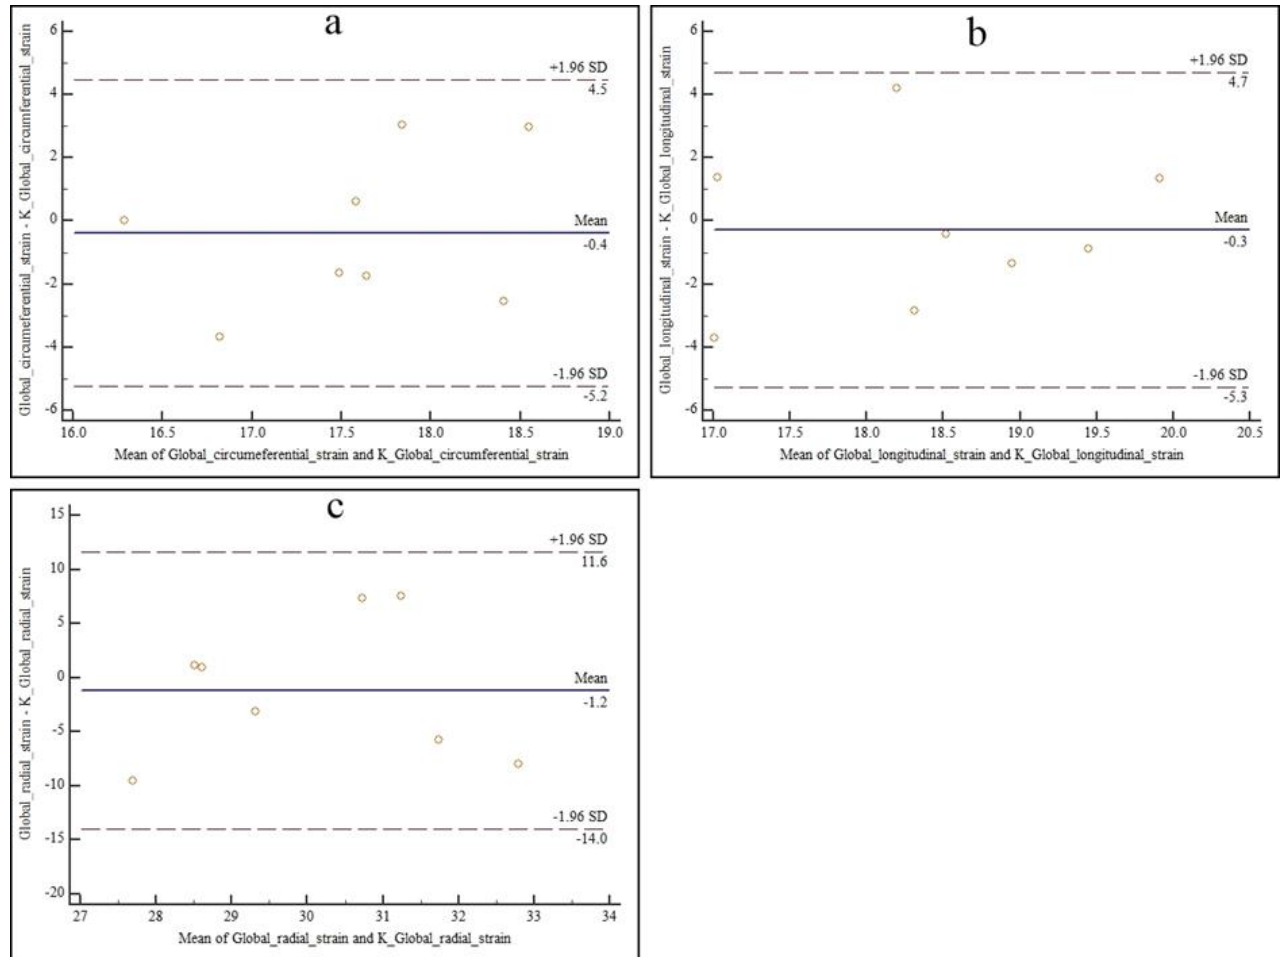 a
Global_circumeferential_strain - K_Global_circumferential_strain
6
4
2
0
-2
-4
-6
+1.96 SD
4.5
Mean
-0.4
-1.96 SD
-5.2
16.0 16.5 17.0 17.5 18.0 18.5 19.0
Mean of Global_circumeferential_strain and K_Global_circumferential_strain
b
Global_longitudinal_strain - K_Global_longitudinal_strain
6
4
2
0
-2
-4
-6
+1.96 SD
4.7
Mean
-0.3
-1.96 SD
-5.3
17.0 17.5 18.0 18.5 19.0 19.5 20.0 20.5
Mean of Global_longitudinal_strain and K_Global_longitudinal_strain
c
Global_radial_strain - K_Global_radial_strain
15
10
5
0
-5
-10
-15
-20
+1.96 SD
11.6
Mean
-1.2
-1.96 SD
-14.0
27 28 29 30 31 32 33 34
Mean of Global_radial_strain and K_Global_radial_strain